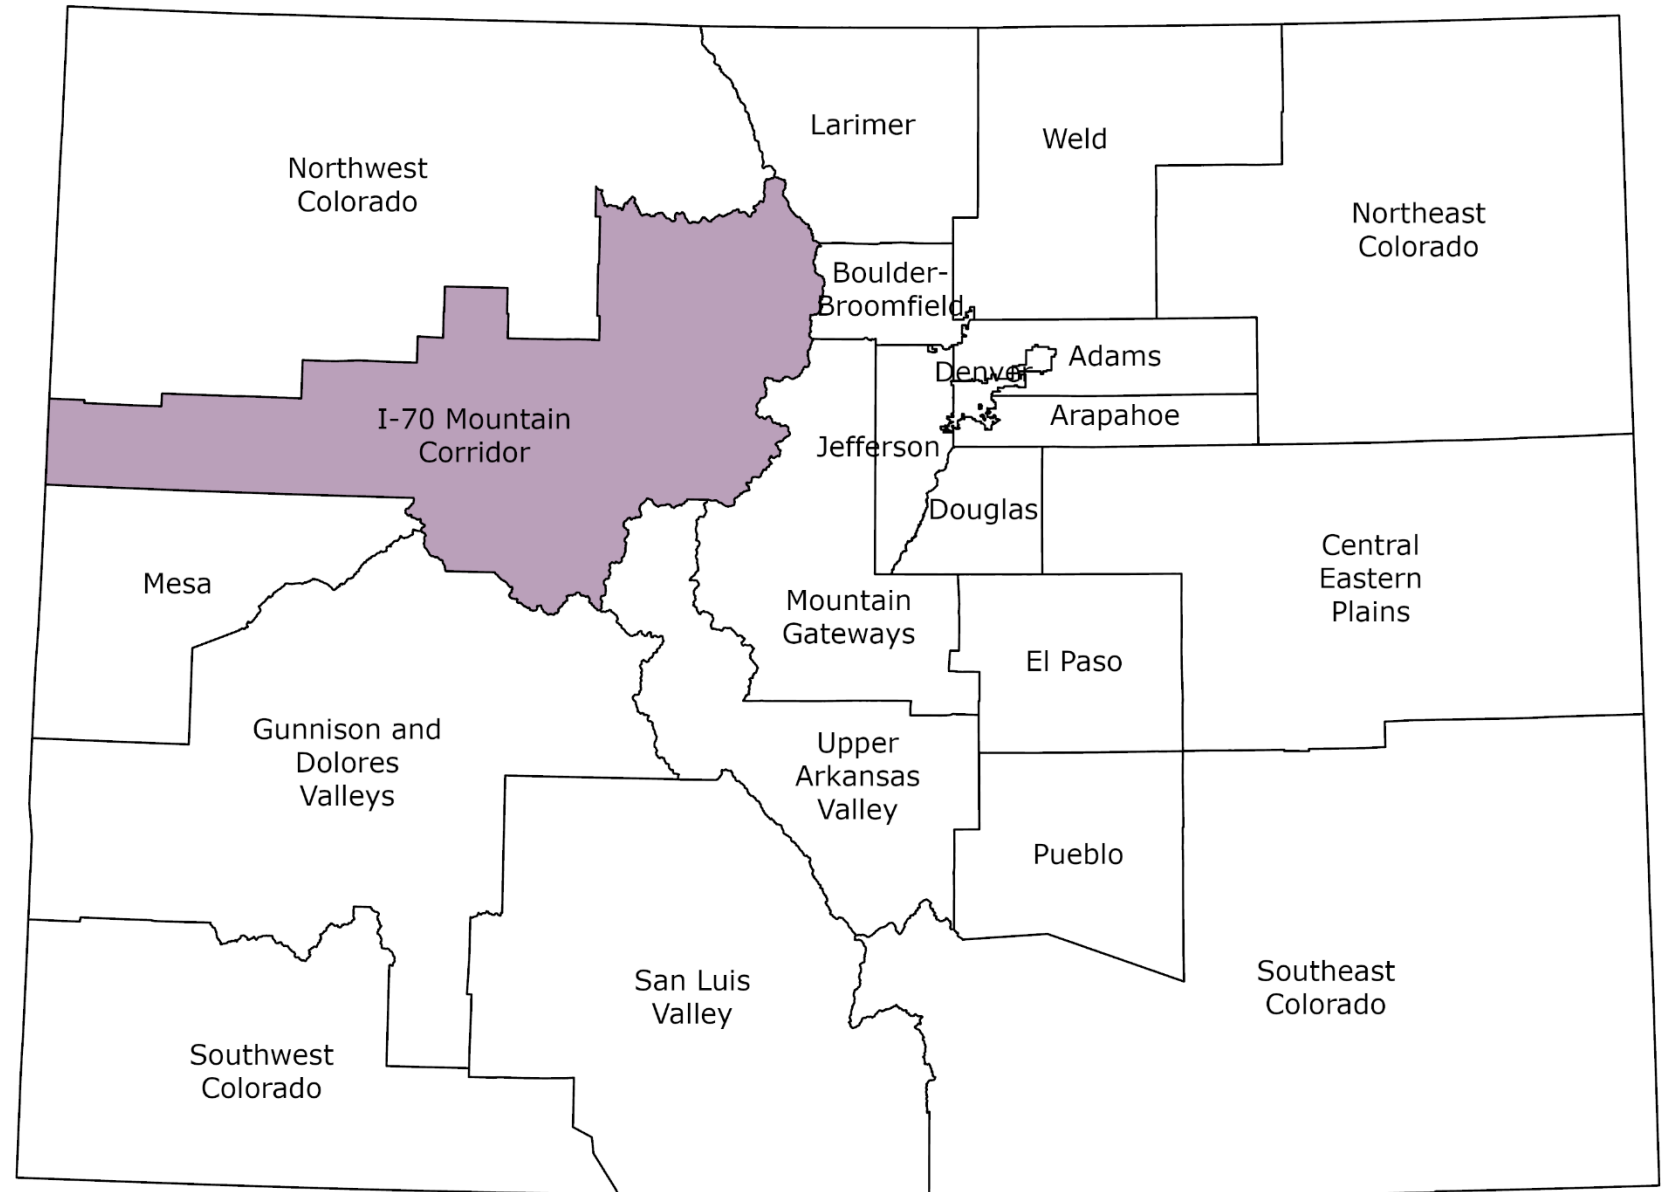 Larimer
Weld
Northwest
Colorado
Northeast
Colorado
Boulder-
Broomfield
Adams
Denver
Arapahoe
I-70 Mountain
Corridor
Jefferson
Douglas
Central
Eastern
Plains
Mesa
Mountain
Gateways
El Paso
Gunnison and
Dolores
Valleys
Upper
Arkansas
Valley
Pueblo
San Luis
Valley
Southeast
Colorado
Southwest
Colorado